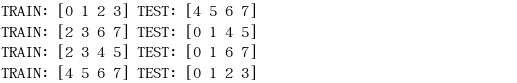 TRAIN: [0 1 2 3] TEST: [4 5 6 7]
TRAIN: [2 3 6 7] TEST: [0 1 4 5]
TRAIN: [2 3 4 5] TEST: [0 1 6 7]
TRAIN: [4 5 6 7] TEST: [0 1 2 3]